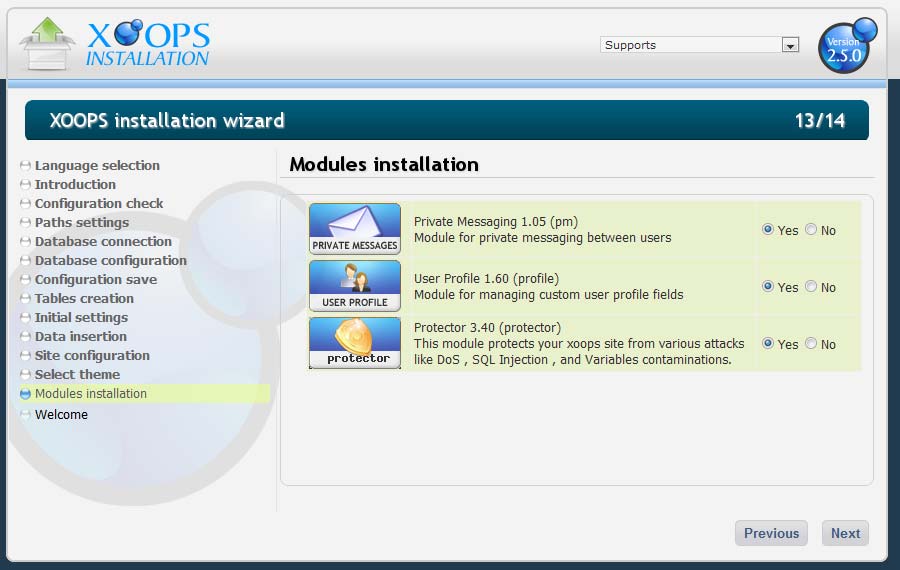 XOOPS
INSTALLATION
Supports
Version
2.5.0
XOOPS installation wizard
13/14
Language selection
Introduction
Configuration check
Paths settings
Database connection
Database configuration
Configuration save
Tables creation
Initial settings
Data insertion
Site configuration
Select theme
Modules installation
Welcome
Modules installation
PRIVATE MESSAGES
Private Messaging 1.05 (pm)
Module for private messaging between users
Yes No
USER PROFILE
User Profile 1.60 (profile)
Module for managing custom user profile fields
Yes No
protector
Protector 3.40 (protector)
This module protects your xoops site from various attacks
like DoS , SQL Injection , and Variables contaminations.
Yes No
Previous
Next